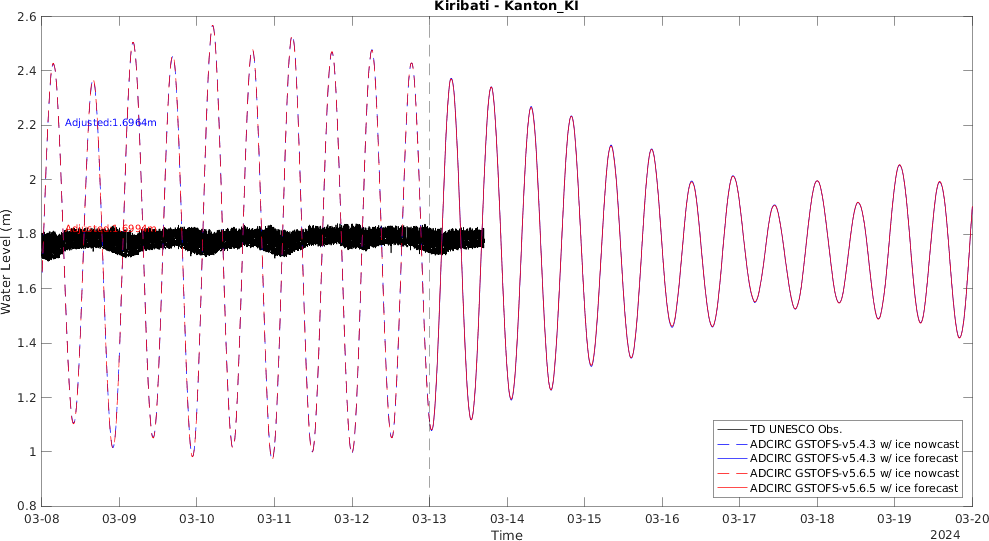 Kiribati - Kanton_KI
2.6
2.4
2.2
2
1.8
1.6
1.4
1.2
1
0.8
Water Level (m)
Adjusted:1.6964m
03-08
03-09
03-10
03-11
03-12
03-13
03-14
03-15
03-16
03-17
03-18
03-19
03-20
Time
2024
TD UNESCO Obs.
ADCIRC GSTOFS-v5.4.3 w/ ice nowcast
ADCIRC GSTOFS-v5.4.3 w/ ice forecast
ADCIRC GSTOFS-v5.6.5 w/ ice nowcast
ADCIRC GSTOFS-v5.6.5 w/ ice forecast